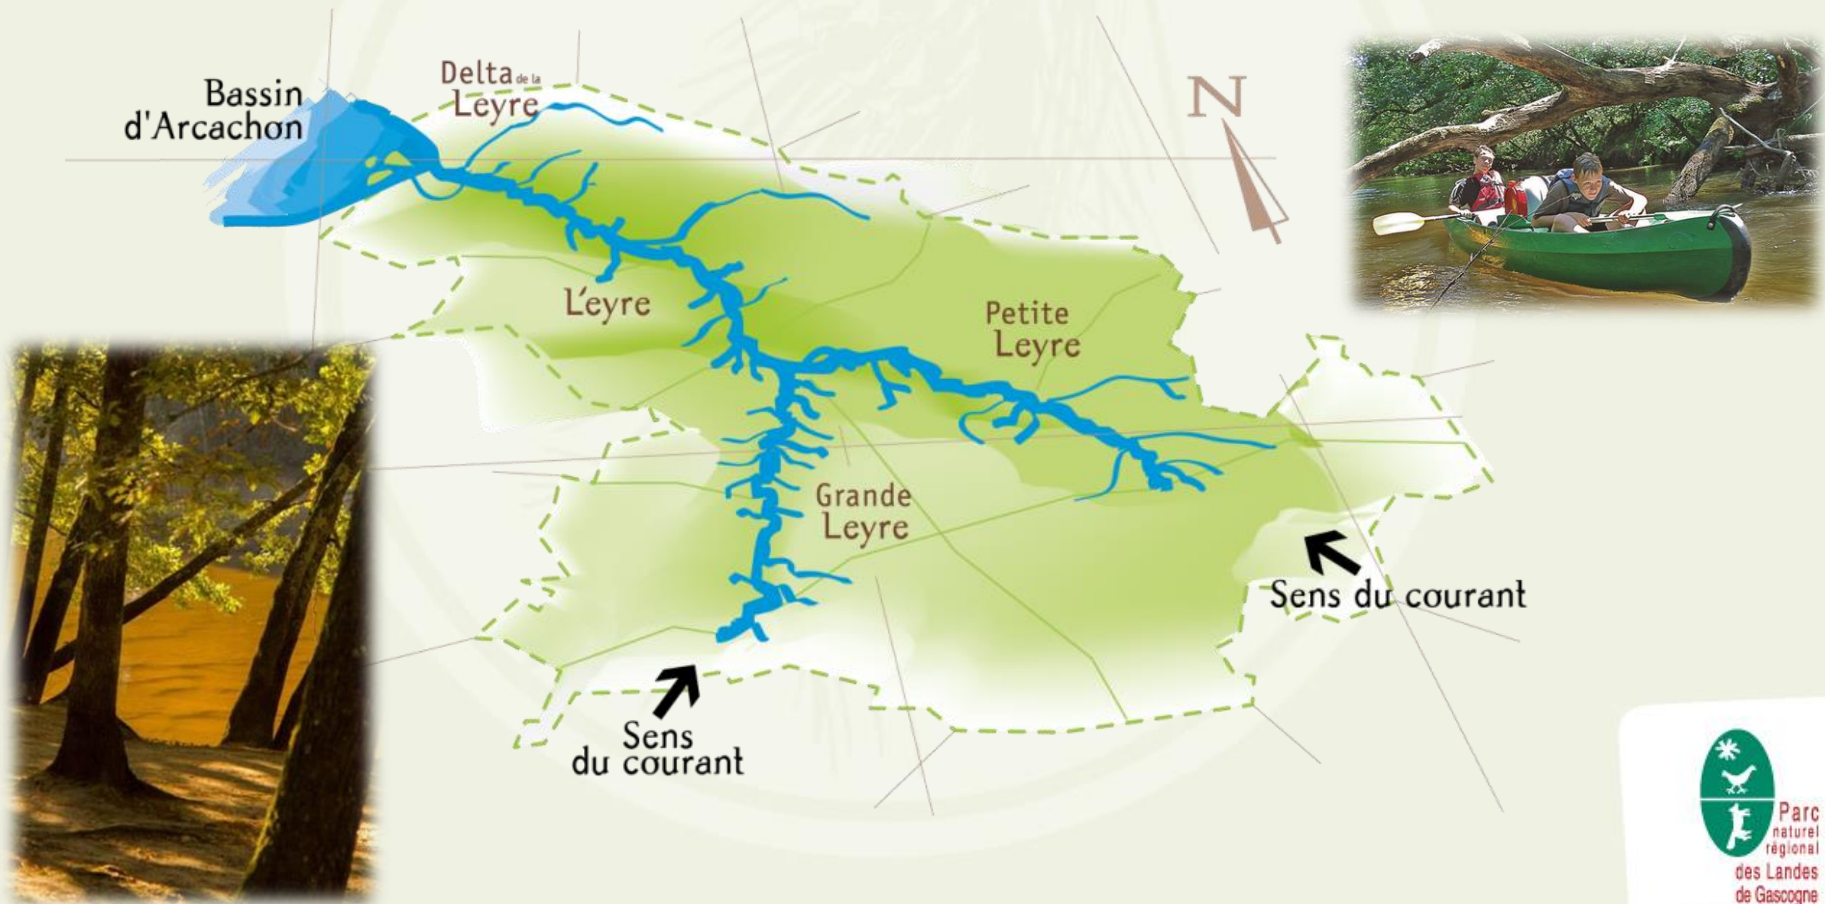 Bassin
d'Arcachon
Delta de la
Leyre
N
L'eyre
Petite
Leyre
Grande
Leyre
Sens du courant
Sens
du courant
Parc
naturel
régional
des Landes
de Gascogne